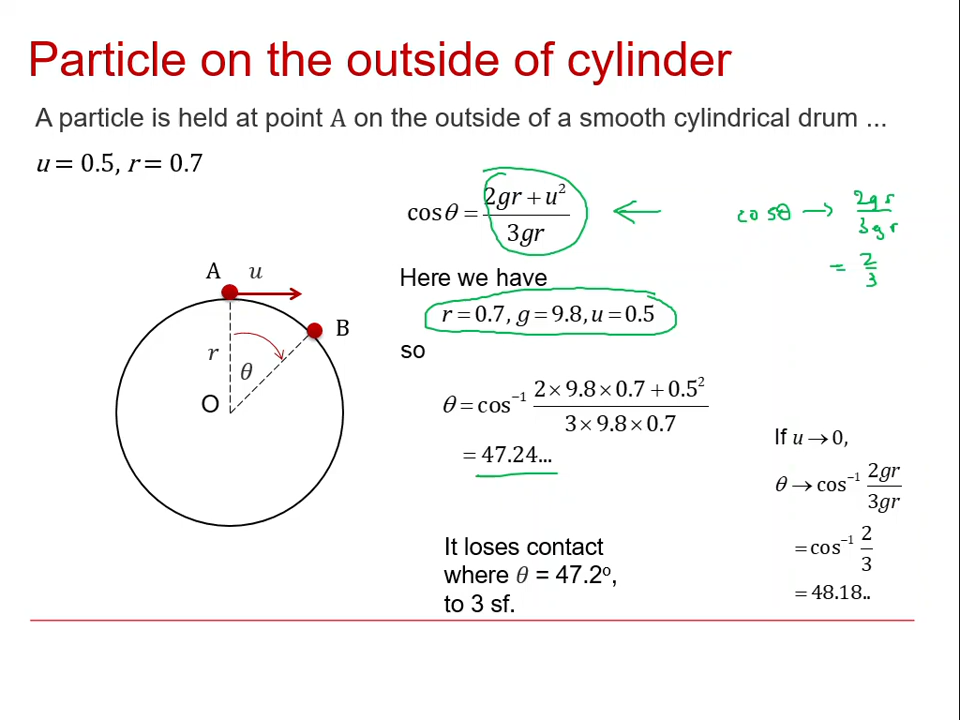 Particle on the outside of cylinder
A particle is held at point A on the outside of a smooth cylindrical drum ...
u = 0.5, r = 0.7
cosθ = (2gr + u²)/(3gr)
cosθ → 2gr/3gr
= 2/3
Here we have
r = 0.7, g = 9.8, u = 0.5
so
θ = cos⁻¹ (2 × 9.8 × 0.7 + 0.5²)/(3 × 9.8 × 0.7)
= 47.24...
It loses contact
where θ = 47.2º,
to 3 sf.
If u → 0,
θ → cos⁻¹ 2gr/3gr
= cos⁻¹ 2/3
= 48.18..
A u
B
r
θ
O